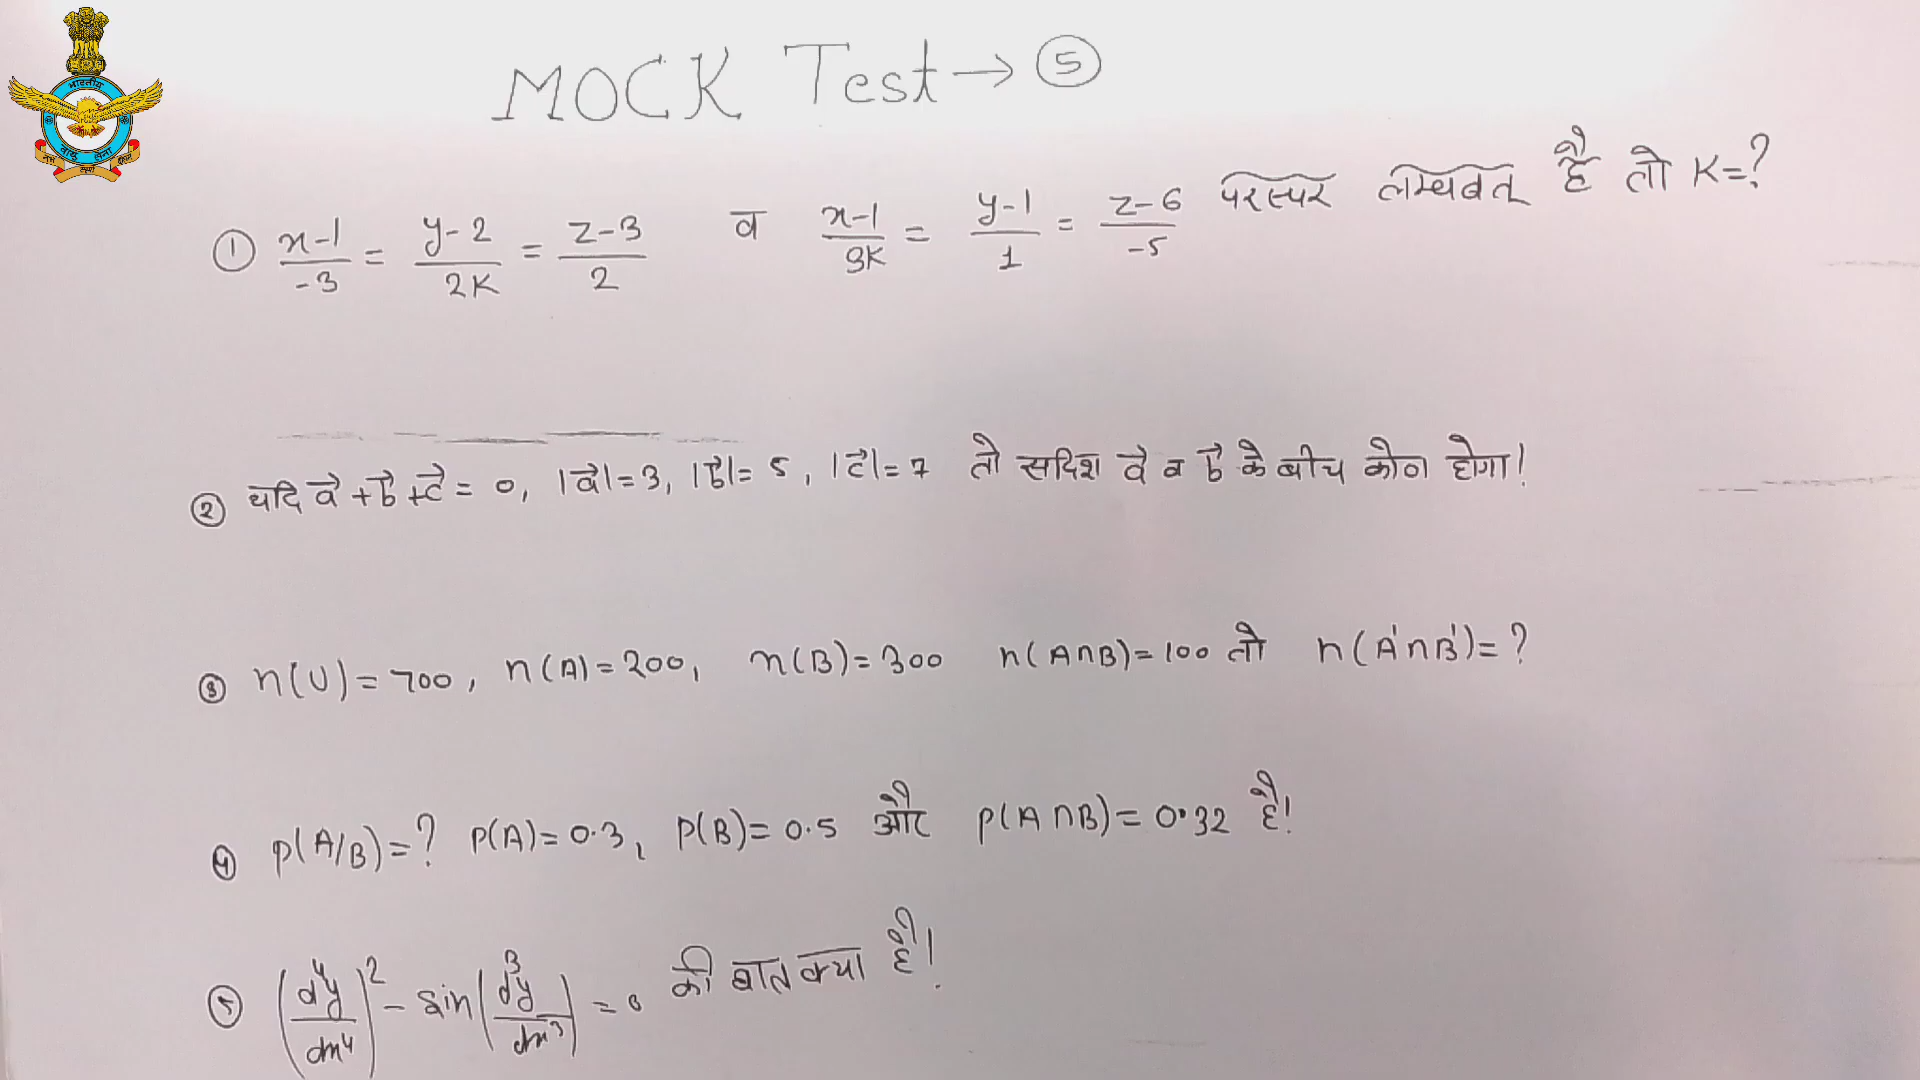 भारतीय
वायु सेना
MOCK Test → ⑤
① x-1/-3 = y-2/2K = z-3/2 व x-1/3K = y-1/1 = z-6/-5 परस्पर लम्बवत् है तो K=?
② यदि a⃗ + b⃗ + c⃗ = 0, |a⃗|=3, |b⃗|= 5, |c⃗|= 7 तो सदिश a⃗ व b⃗ के बीच कोण होगा!
③ n(U) = 700, n(A) = 200, n(B) = 300 n(A∩B) = 100 तो n(A'∩B') = ?
④ P(A/B) = ? P(A) = 0.3, P(B) = 0.5 और P(A∩B) = 0.32 है!
⑤ (d⁴y/dx⁴)² - sin(d³y/dx³) = 0 की घात क्या है!